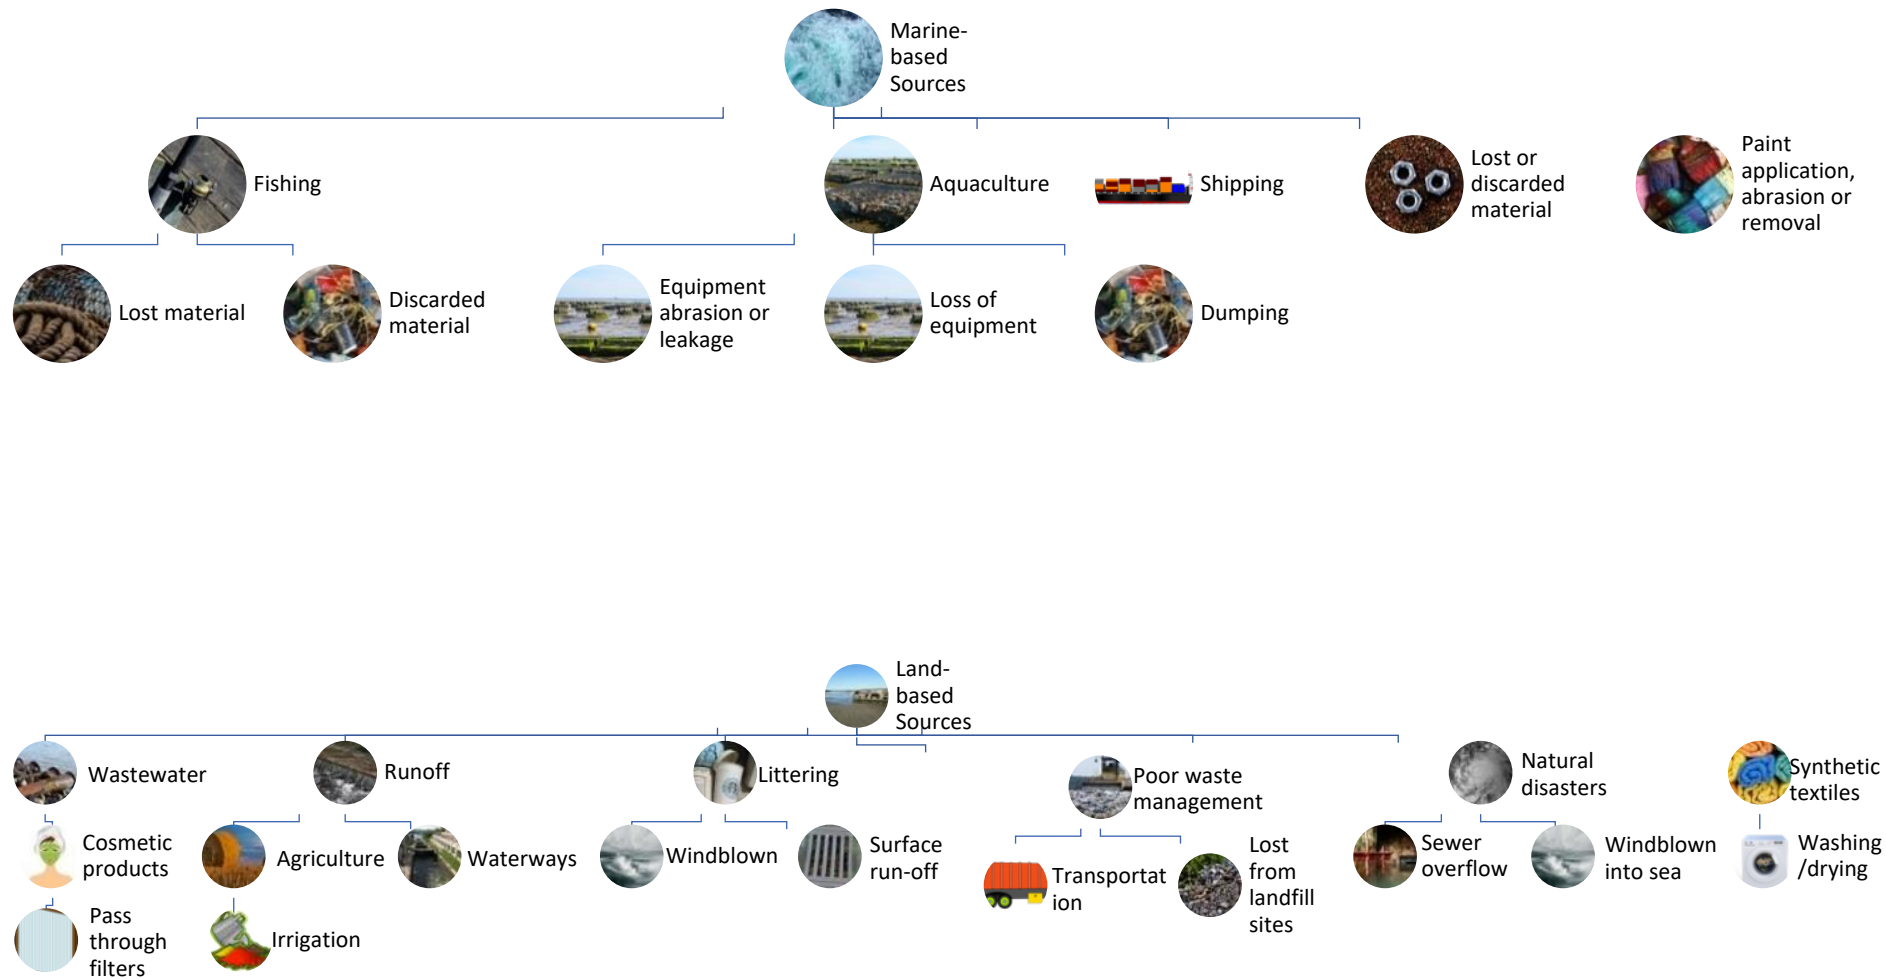 Marine-
based
Sources
Fishing
Aquaculture
Shipping
Lost or
discarded
material
Paint
application,
abrasion or
removal
Lost material
Discarded
material
Equipment
abrasion or
leakage
Loss of
equipment
Dumping
Land-
based
Sources
Wastewater
Runoff
Littering
Poor waste
management
Natural
disasters
Synthetic
textiles
Cosmetic
products
Agriculture
Waterways
Windblown
Surface
run-off
Transportat
ion
Lost
from
landfill
sites
Sewer
overflow
Windblown
into sea
Washing
/drying
Pass
through
filters
Irrigation